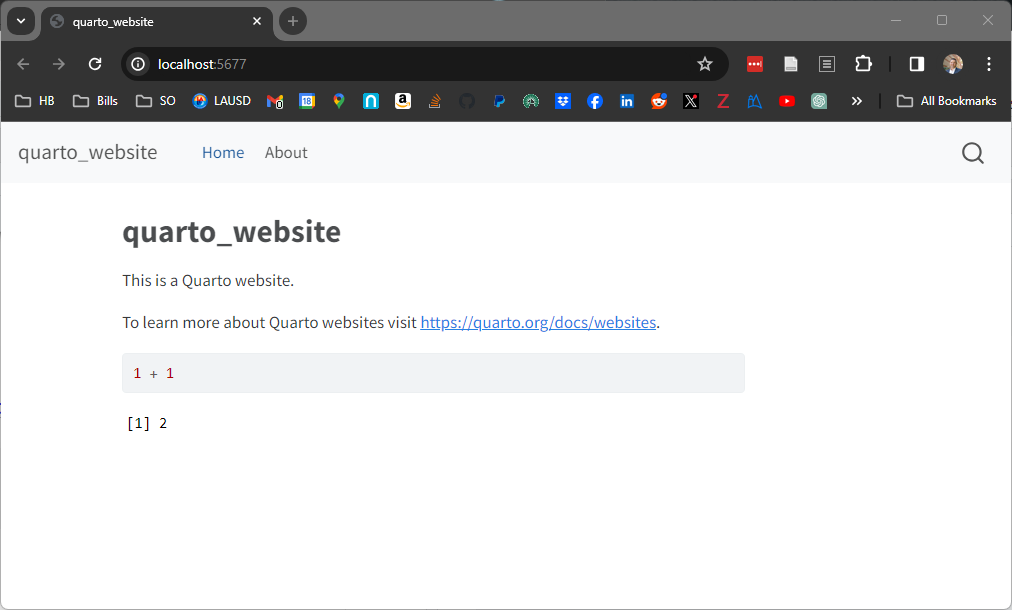 quarto_website
localhost:5677
HB
Bills
SO
LAUSD
All Bookmarks
quarto_website
Home
About
quarto_website
This is a Quarto website.
To learn more about Quarto websites visit https://quarto.org/docs/websites.
1 + 1
[1] 2